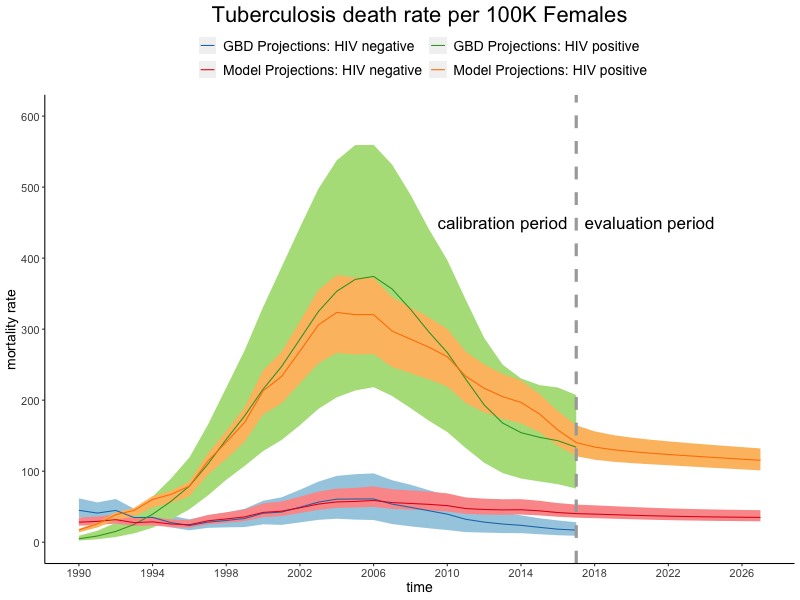 Tuberculosis death rate per 100K Females
GBD Projections: HIV negative GBD Projections: HIV positive
Model Projections: HIV negative Model Projections: HIV positive
600
500
calibration period evaluation period
400
300
200
100
0
mortality rate
1990 1994 1998 2002 2006 2010 2014 2018 2022 2026
time